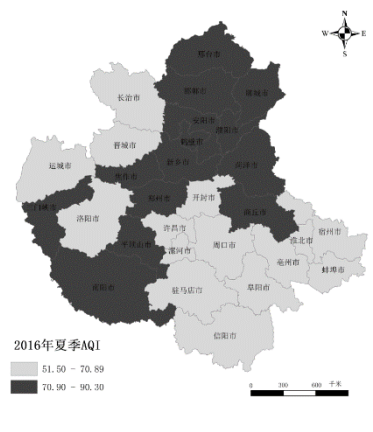 N
W
E
S
邢台市
邯郸市
聊城市
长治市
安阳市
濮阳市
鹤壁市
晋城市
新乡市
菏泽市
运城市
焦作市
郑州市
开封市
商丘市
三门峡市
洛阳市
许昌市
平顶山市
漯河市
周口市
淮北市
宿州市
亳州市
蚌埠市
南阳市
驻马店市
阜阳市
信阳市
2016年夏季AQI
51.50 - 70.89
70.90 - 90.30
0
300
600
千米